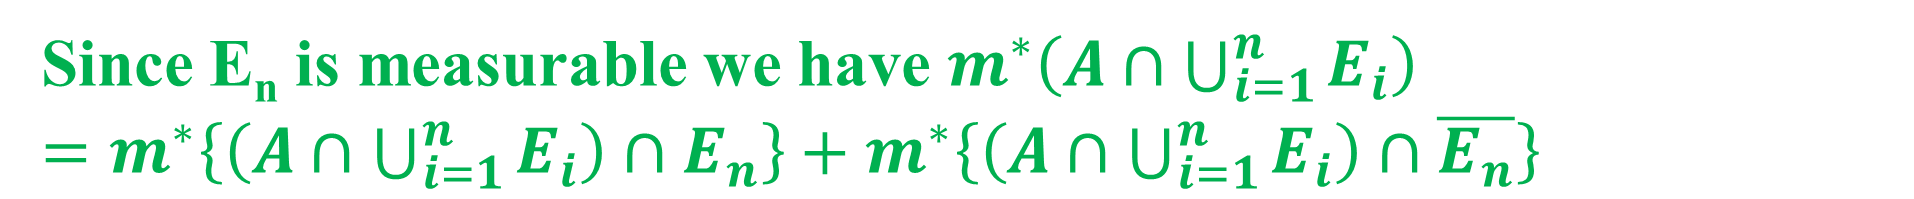 Since Eₙ is measurable we have m*(A ∩ ⋃ⁿᵢ₌₁ Eᵢ)
= m*{(A ∩ ⋃ⁿᵢ₌₁ Eᵢ) ∩ Eₙ} + m*{(A ∩ ⋃ⁿᵢ₌₁ Eᵢ) ∩ E̅ₙ̅}